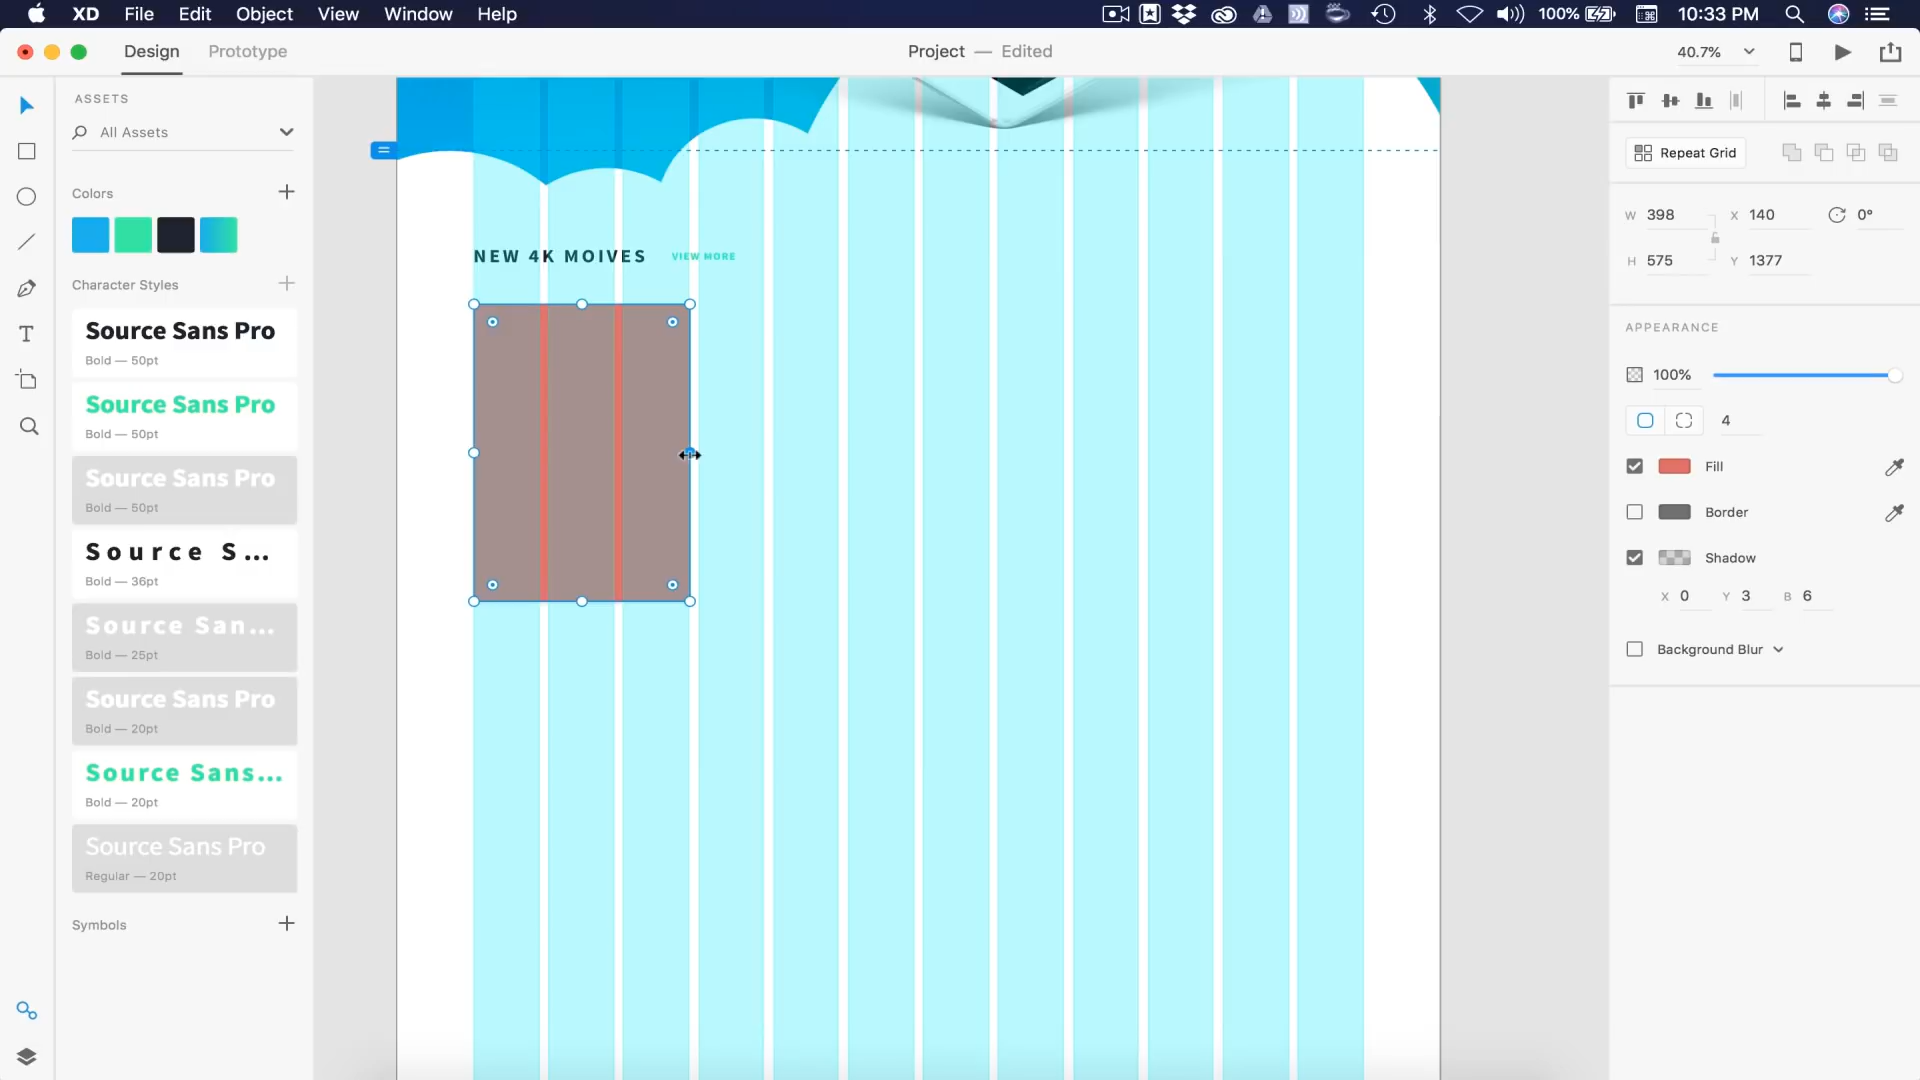 XD File Edit Object View Window Help 100% 10:33 PM
Design Prototype Project — Edited 40.7%
ASSETS
All Assets
Colors
Character Styles
Source Sans Pro
Bold — 50pt
Source Sans Pro
Bold — 50pt
Source Sans Pro
Bold — 50pt
Source S...
Bold — 36pt
Source San...
Bold — 25pt
Source Sans Pro
Bold — 20pt
Source Sans...
Bold — 20pt
Source Sans Pro
Regular — 20pt
Symbols
NEW 4K MOIVES VIEW MORE
Repeat Grid
W 398 X 140 0°
H 575 Y 1377
APPEARANCE
100%
4
Fill
Border
Shadow
X 0 Y 3 B 6
Background Blur